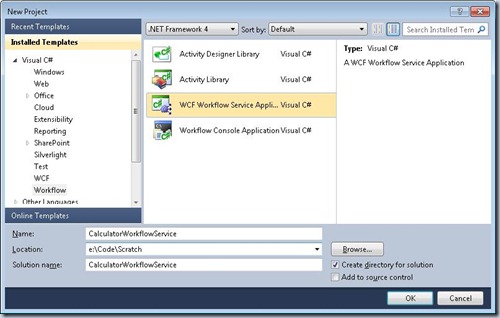 New Project
Recent Templates
.NET Framework 4
Sort by: Default
Search Installed Tem
Installed Templates
Visual C#
Windows
Web
Office
Cloud
Extensibility
Reporting
SharePoint
Silverlight
Test
WCF
Workflow
Other Languages
Online Templates
Activity Designer Library Visual C#
Activity Library Visual C#
WCF Workflow Service Appli... Visual C#
Workflow Console Application Visual C#
Type: Visual C#
A WCF Workflow Service Application
Name: CalculatorWorkflowService
Location: e:\Code\Scratch
Browse...
Solution name: CalculatorWorkflowService
Create directory for solution
Add to source control
OK
Cancel